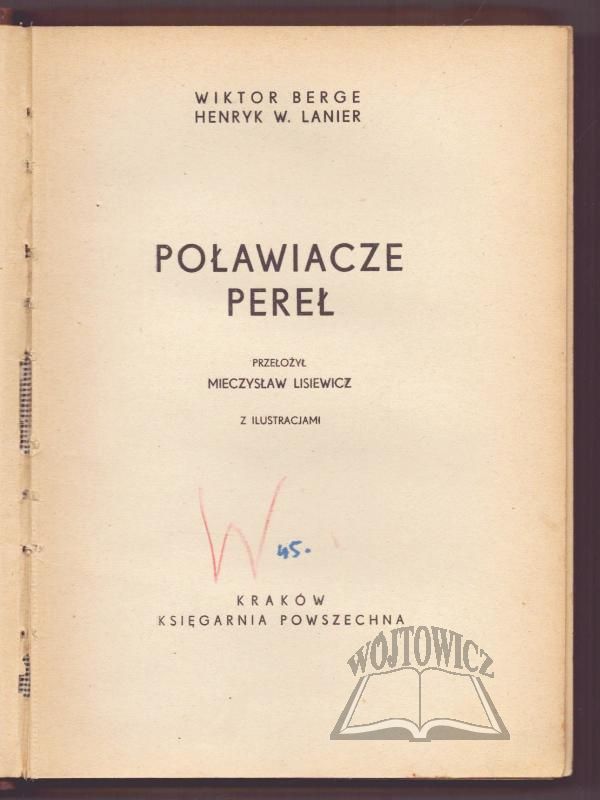 WIKTOR BERGE
HENRYK W. LANIER
POŁAWIACZE
PEREŁ
PRZEŁOŻYŁ
MIECZYSŁAW LISIEWICZ
Z ILUSTRACJAMI
W 45.
KRAKÓW
KSIĘGARNIA POWSZECHNA
WÓJTOWICZ